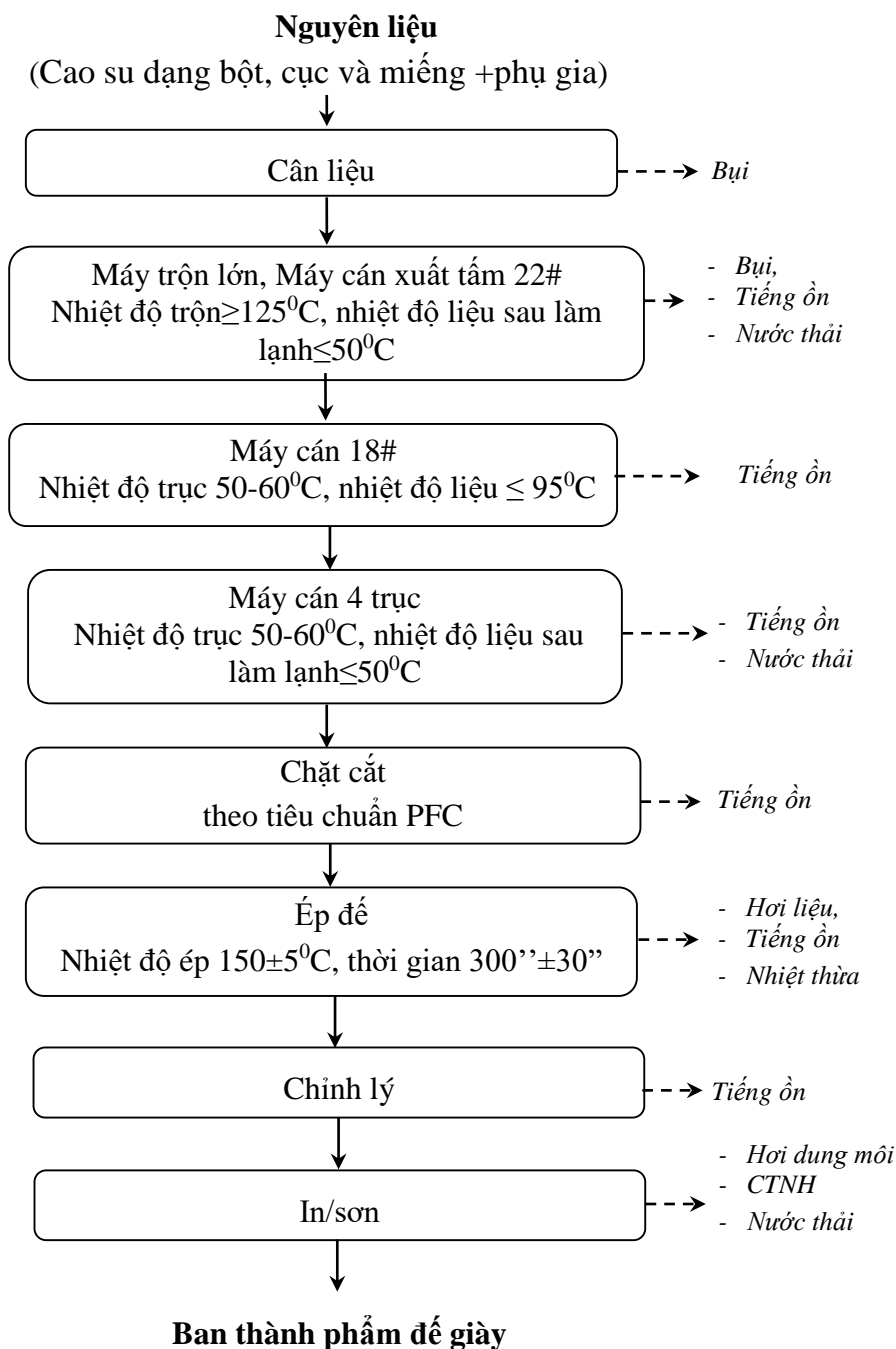 Nguyên liệu
(Cao su dạng bột, cục và miếng +phụ gia)
Cân liệu
Bụi
Máy trộn lớn, Máy cán xuất tấm 22#
Nhiệt độ trộn≥125⁰C, nhiệt độ liệu sau làm
lạnh≤50⁰C
- Bụi,
- Tiếng ồn
- Nước thải
Máy cán 18#
Nhiệt độ trục 50-60⁰C, nhiệt độ liệu ≤ 95⁰C
Tiếng ồn
Máy cán 4 trục
Nhiệt độ trục 50-60⁰C, nhiệt độ liệu sau
làm lạnh≤50⁰C
- Tiếng ồn
- Nước thải
Chặt cắt
theo tiêu chuẩn PFC
Tiếng ồn
Ép đế
Nhiệt độ ép 150±5⁰C, thời gian 300’’±30”
- Hơi liệu,
- Tiếng ồn
- Nhiệt thừa
Chỉnh lý
Tiếng ồn
In/sơn
- Hơi dung môi
- CTNH
- Nước thải
Ban thành phẩm đế giày